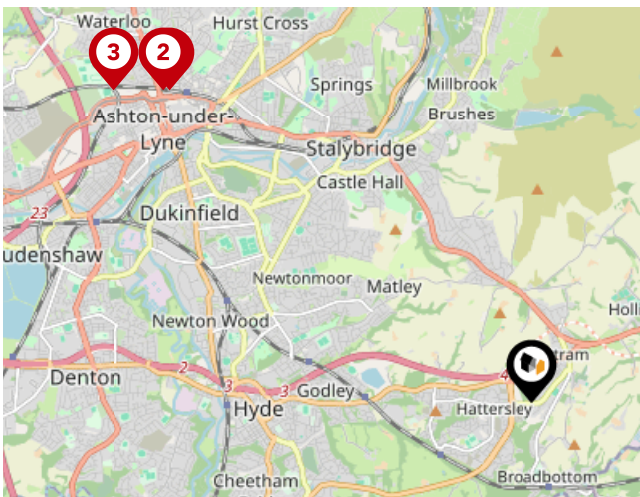 Waterloo
Hurst Cross
3
2
Springs
Millbrook
Ashton-under-
Lyne
Brushes
Stalybridge
Castle Hall
23
Dukinfield
udenshaw
Newtonmoor
Matley
Holli
Newton Wood
tram
2
4
Denton
3
3
Godley
Hyde
Hattersley
Cheetham
Broadbottom